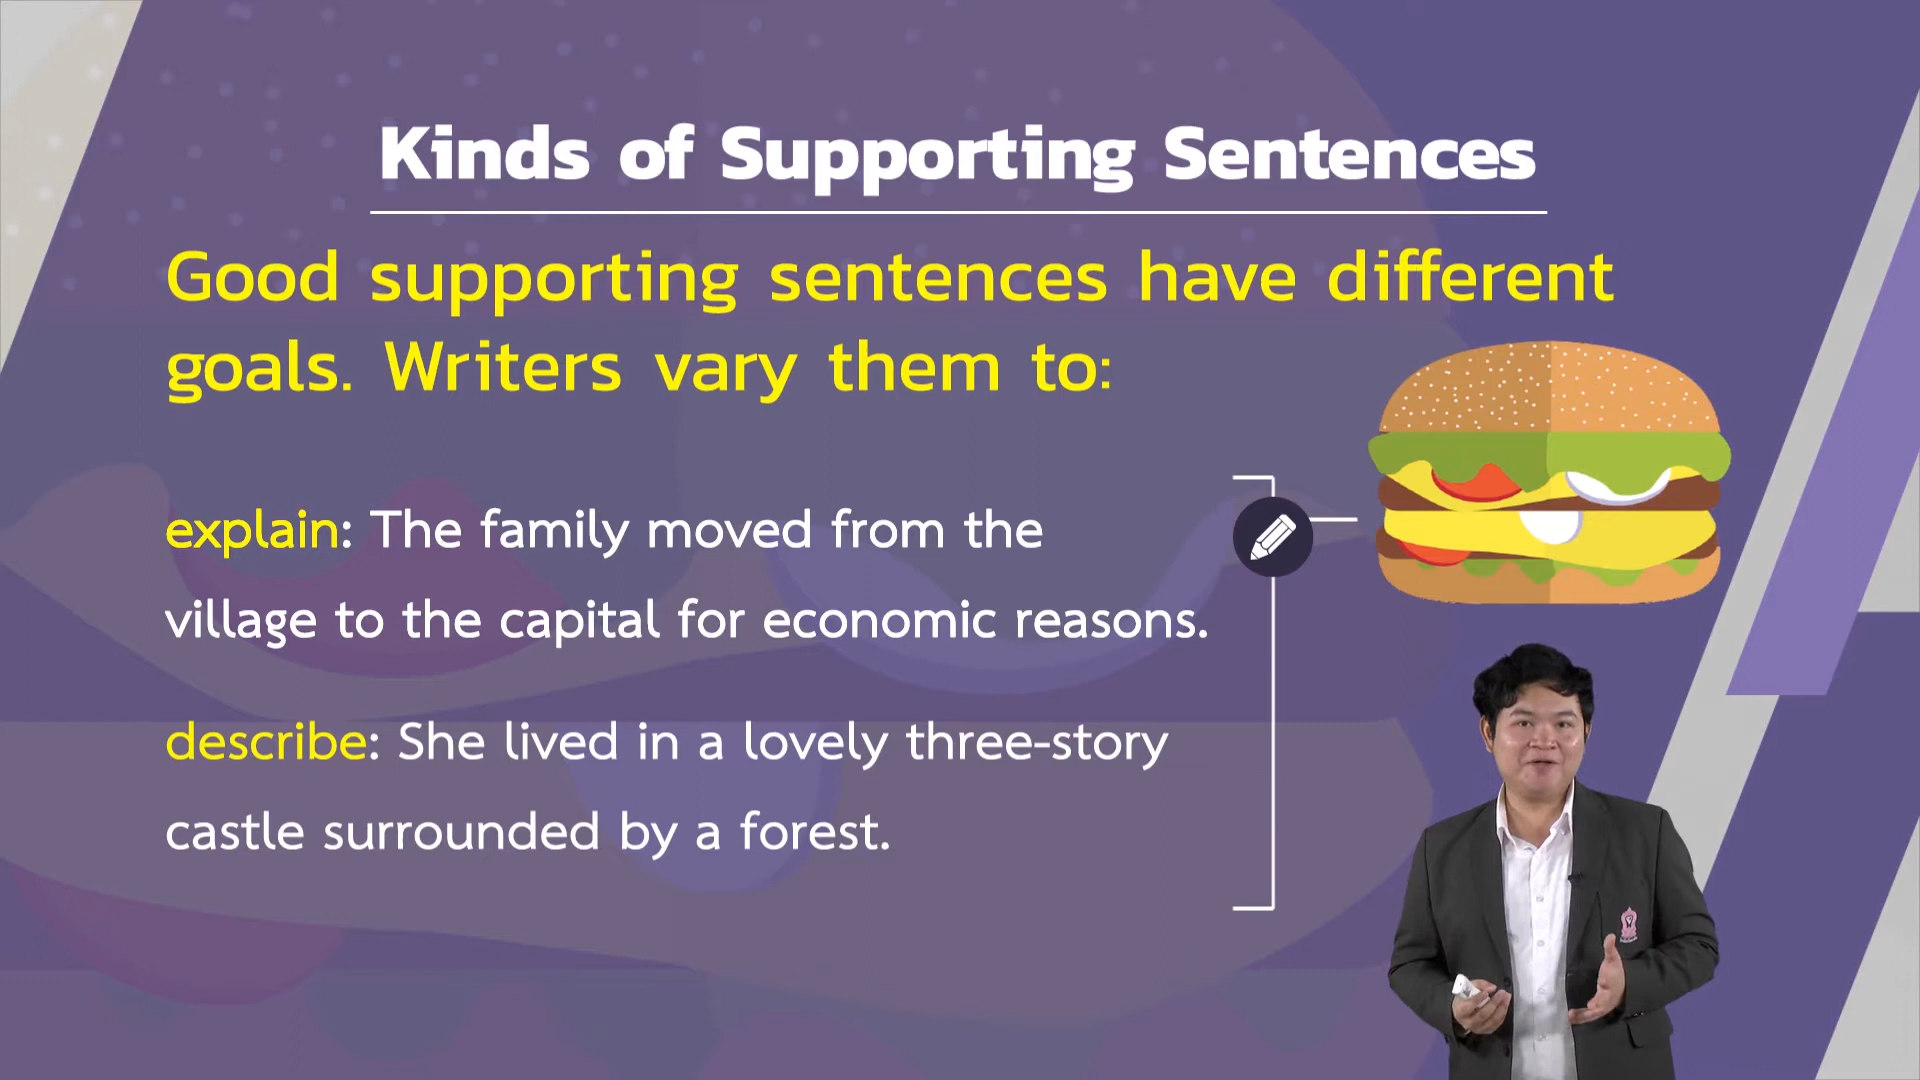 Kinds of Supporting Sentences
Good supporting sentences have different
goals. Writers vary them to:
explain: The family moved from the
village to the capital for economic reasons.
describe: She lived in a lovely three-story
castle surrounded by a forest.